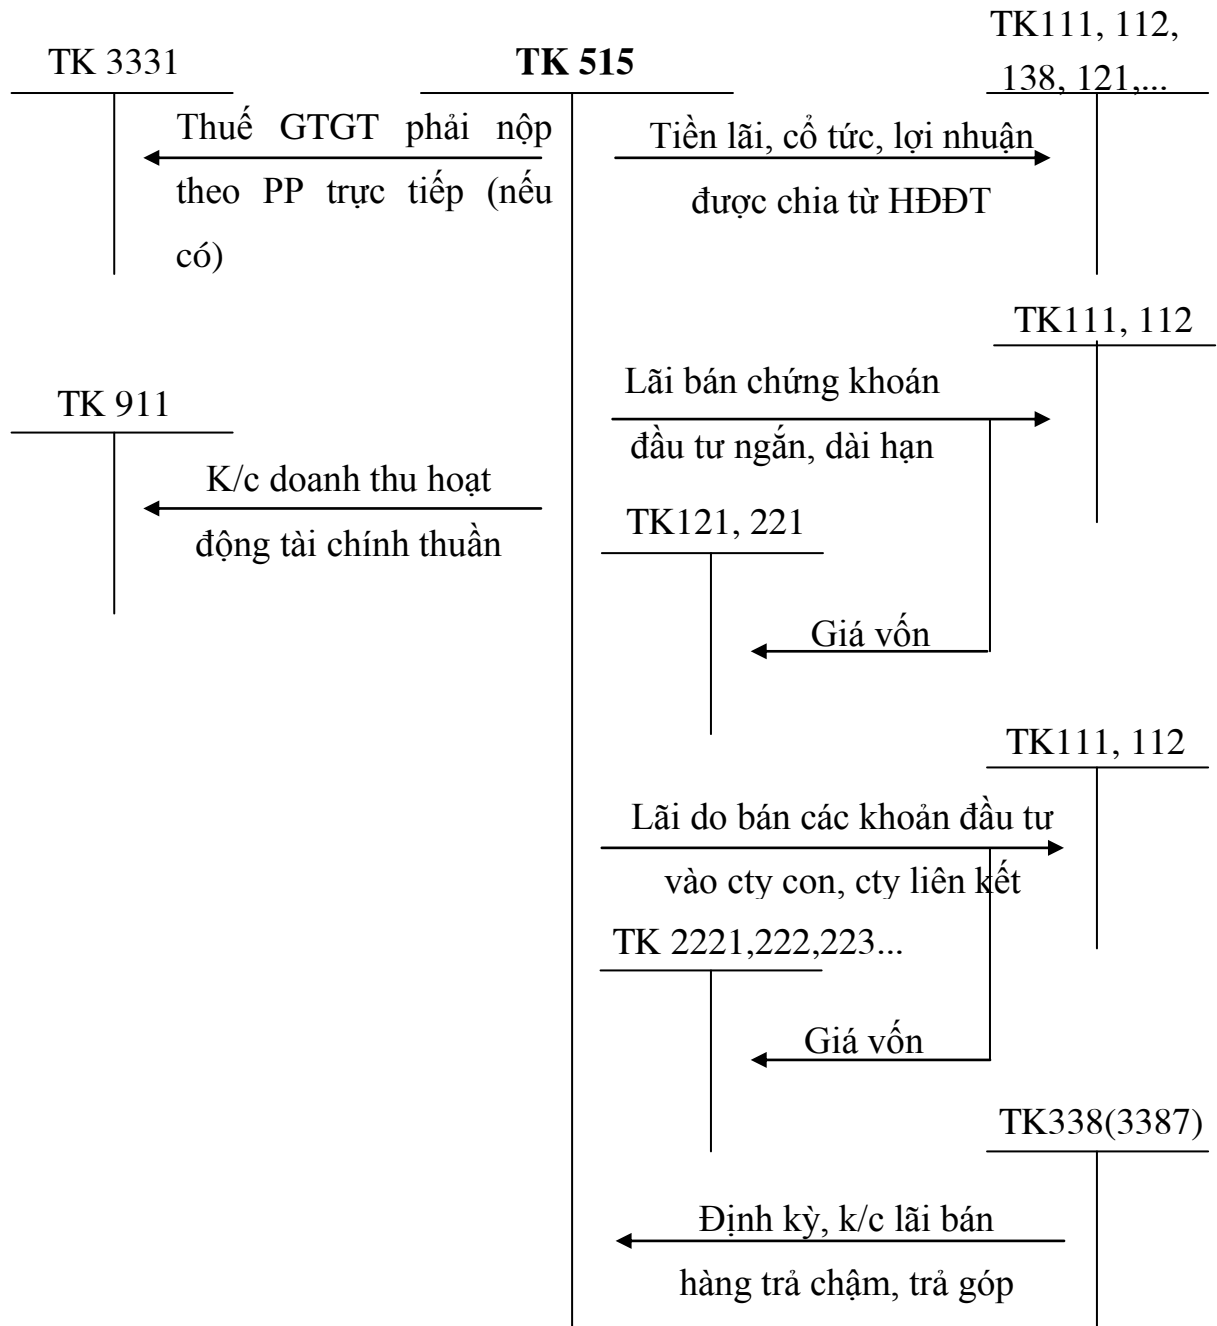 TK 3331
TK 515
TK111, 112,
138, 121,...
Thuế GTGT phải nộp
theo PP trực tiếp (nếu
có)
Tiền lãi, cổ tức, lợi nhuận
được chia từ HĐĐT
TK111, 112
Lãi bán chứng khoán
đầu tư ngắn, dài hạn
TK 911
K/c doanh thu hoạt
động tài chính thuần
TK121, 221
Giá vốn
TK111, 112
Lãi do bán các khoản đầu tư
vào cty con, cty liên kết
TK 2221,222,223...
Giá vốn
TK338(3387)
Định kỳ, k/c lãi bán
hàng trả chậm, trả góp